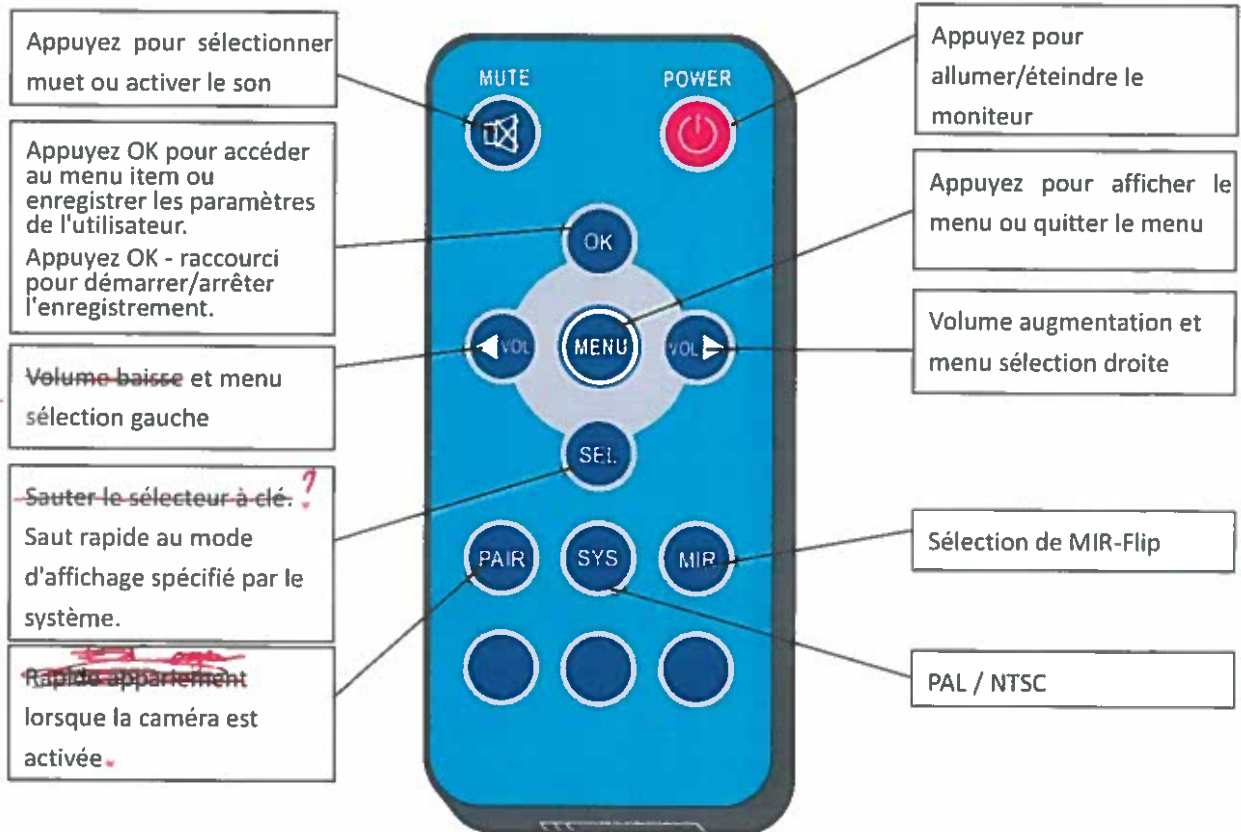 Appuyez pour sélectionner
muet ou activer le son
Appuyez OK pour accéder
au menu item ou
enregistrer les paramètres
de l'utilisateur.
Appuyez OK - raccourci
pour démarrer/arrêter
l'enregistrement.
Volume baisse et menu
sélection gauche
Sauter le sélecteur à clé. ?
Saut rapide au mode
d'affichage spécifié par le
système.
Rapide appariement
lorsque la caméra est
activée.
MUTE
POWER
OK
VOL
MENU
VOL
SEL
PAIR
SYS
MIR
Appuyez pour
allumer/éteindre le
moniteur
Appuyez pour afficher le
menu ou quitter le menu
Volume augmentation et
menu sélection droite
Sélection de MIR-Flip
PAL / NTSC